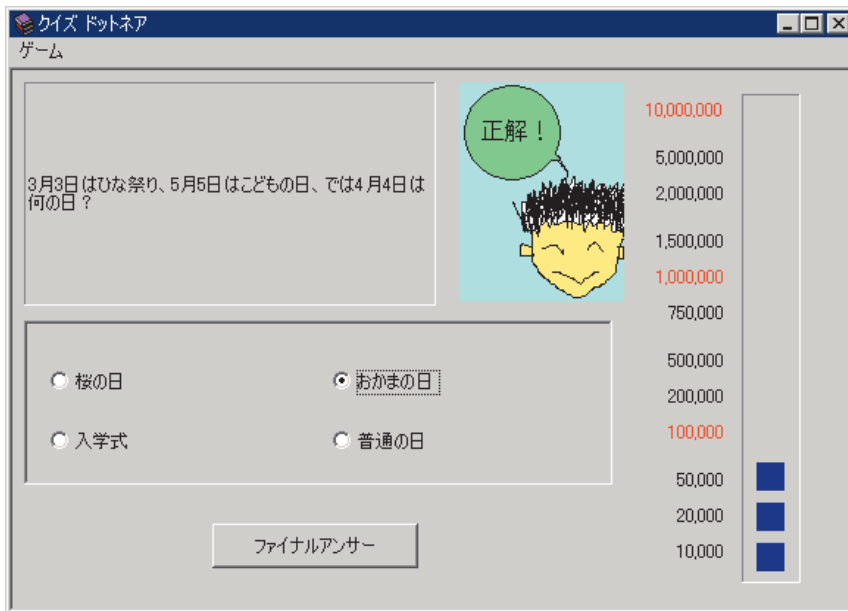 クイズ ドットネア
ゲーム
3月3日はひな祭り、5月5日はこどもの日、では4月4日は
何の日？
正解！
桜の日
おかまの日
入学式
普通の日
ファイナルアンサー
10,000,000
5,000,000
2,000,000
1,500,000
1,000,000
750,000
500,000
200,000
100,000
50,000
20,000
10,000